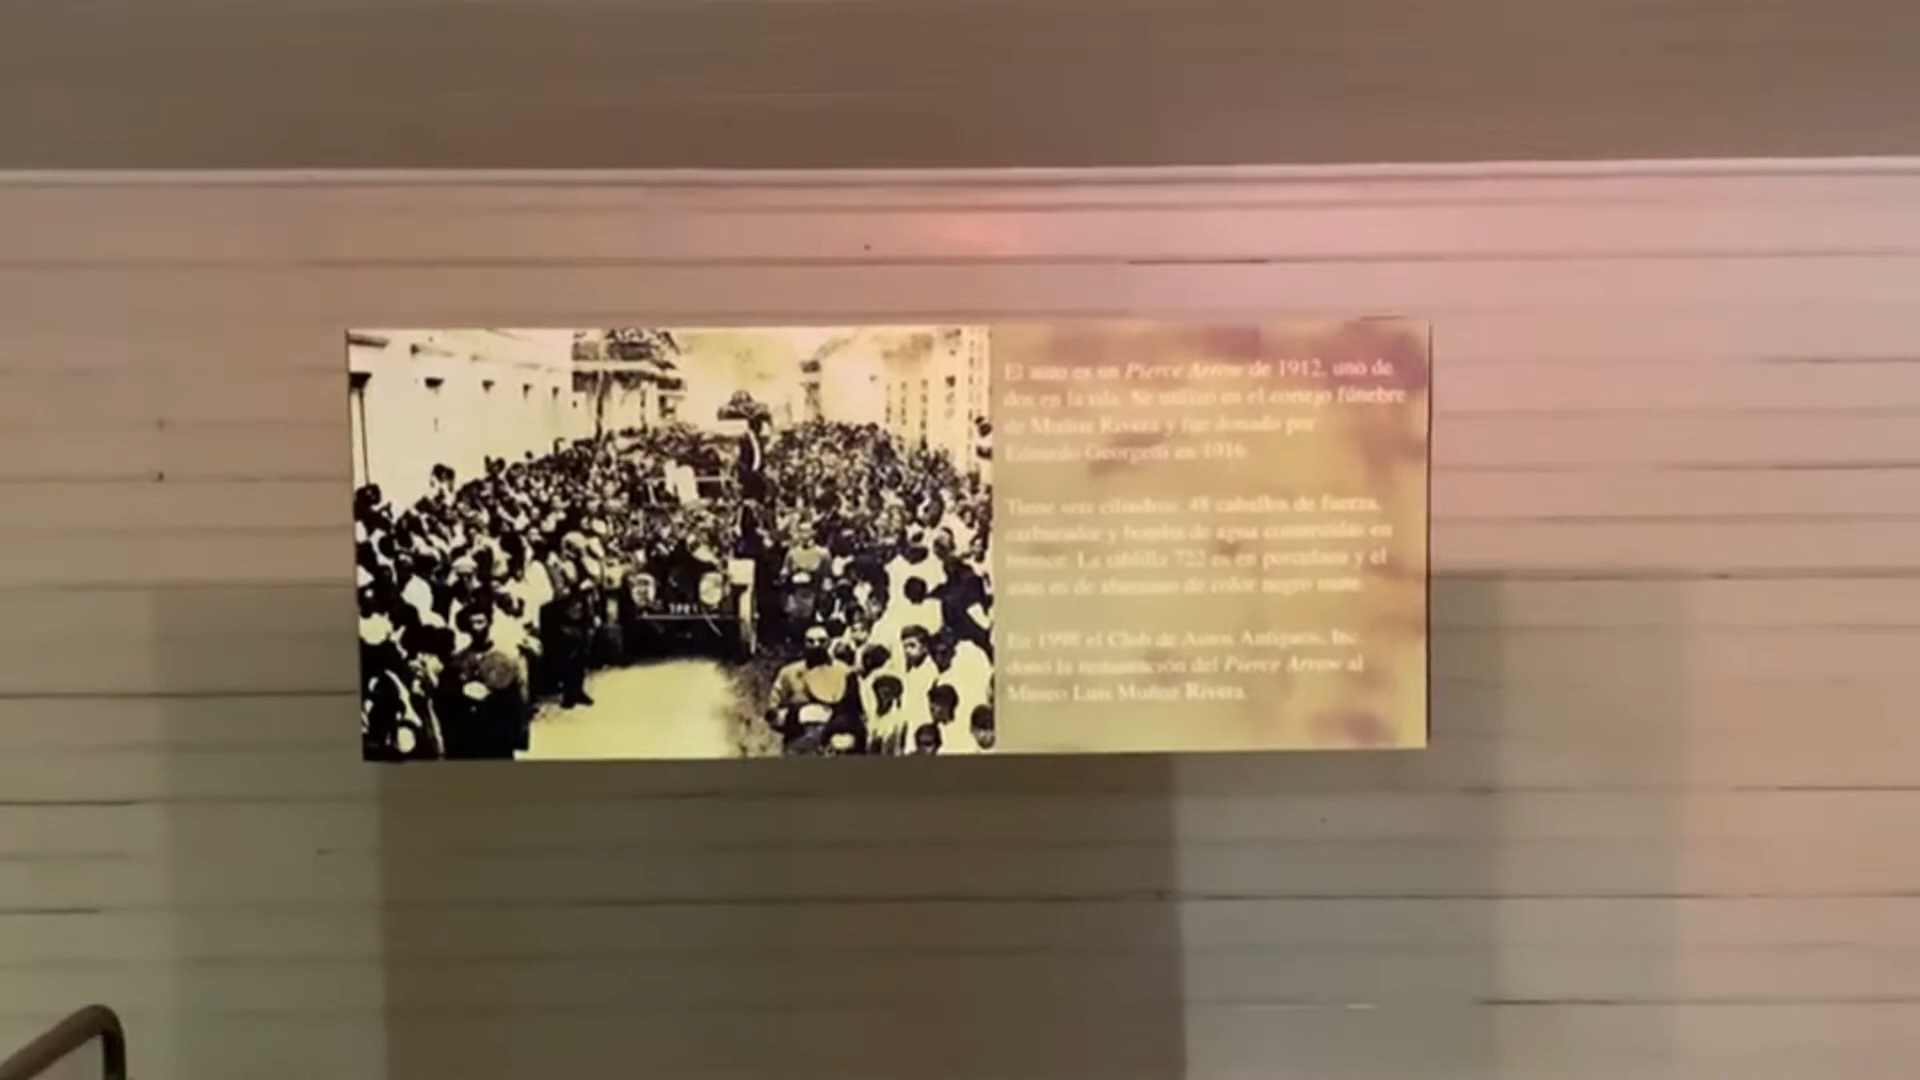 El auto es un Pierce Arrow de 1912, uno de
dos en la isla. Se utilizó en el cortejo fúnebre
de Muñoz Rivera y fue donado por
Eduardo Georgetti en 1916.
Tiene seis cilindros, 48 caballos de fuerza,
carburador y bomba de agua construidas en
bronce. La tablilla 722 es en porcelana y el
auto es de aluminio de color negro mate.
En 1998 el Club de Autos Antiguos, Inc.
donó la restauración del Pierce Arrow al
Museo Luis Muñoz Rivera.